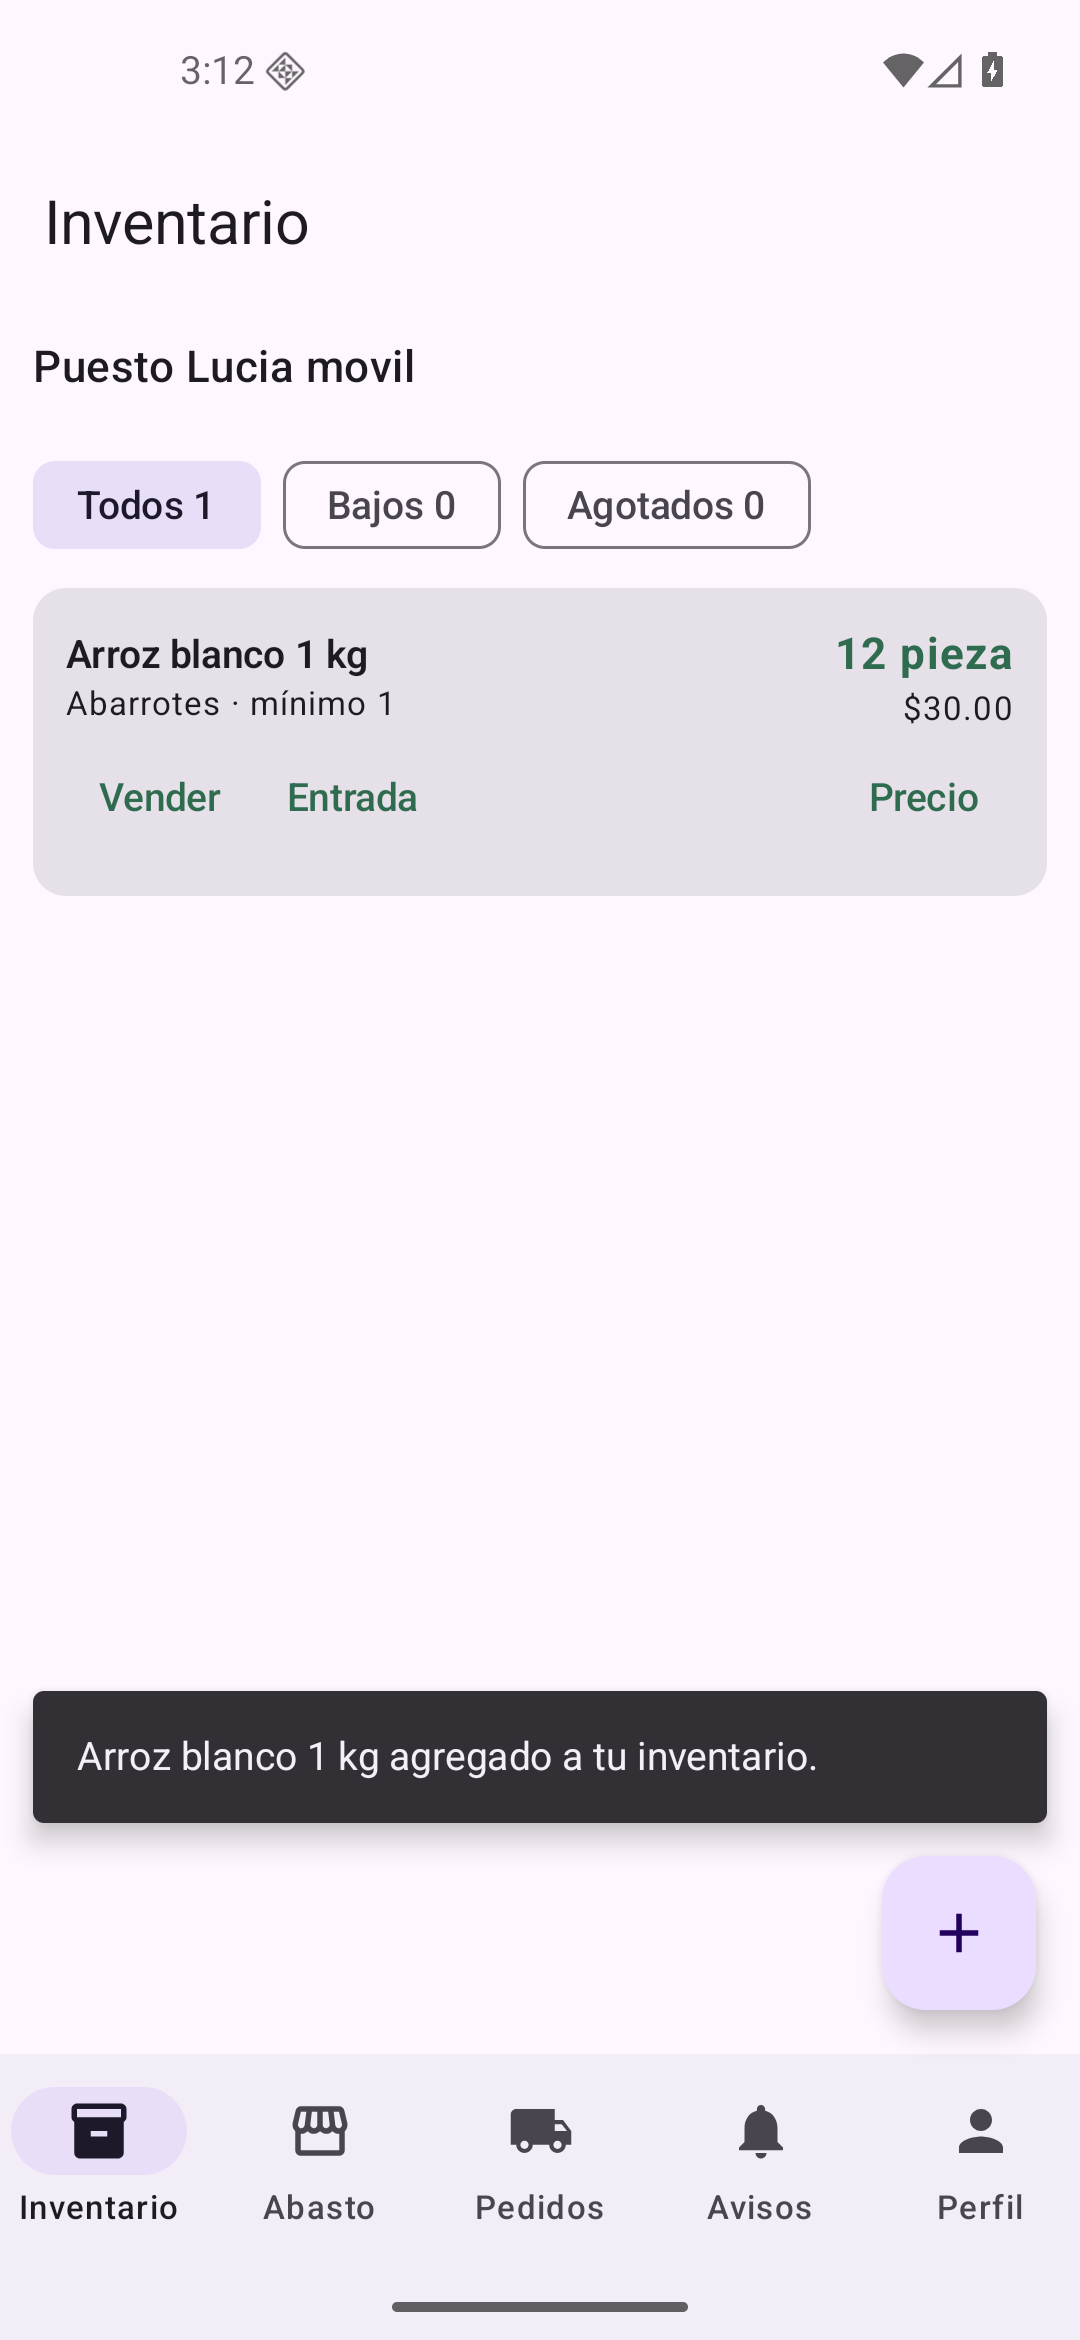 3:12
Inventario
Puesto Lucia movil
Todos 1
Bajos 0
Agotados 0
Arroz blanco 1 kg
12 pieza
Abarrotes · mínimo 1
$30.00
Vender
Entrada
Precio
Arroz blanco 1 kg agregado a tu inventario.
+
Inventario
Abasto
Pedidos
Avisos
Perfil